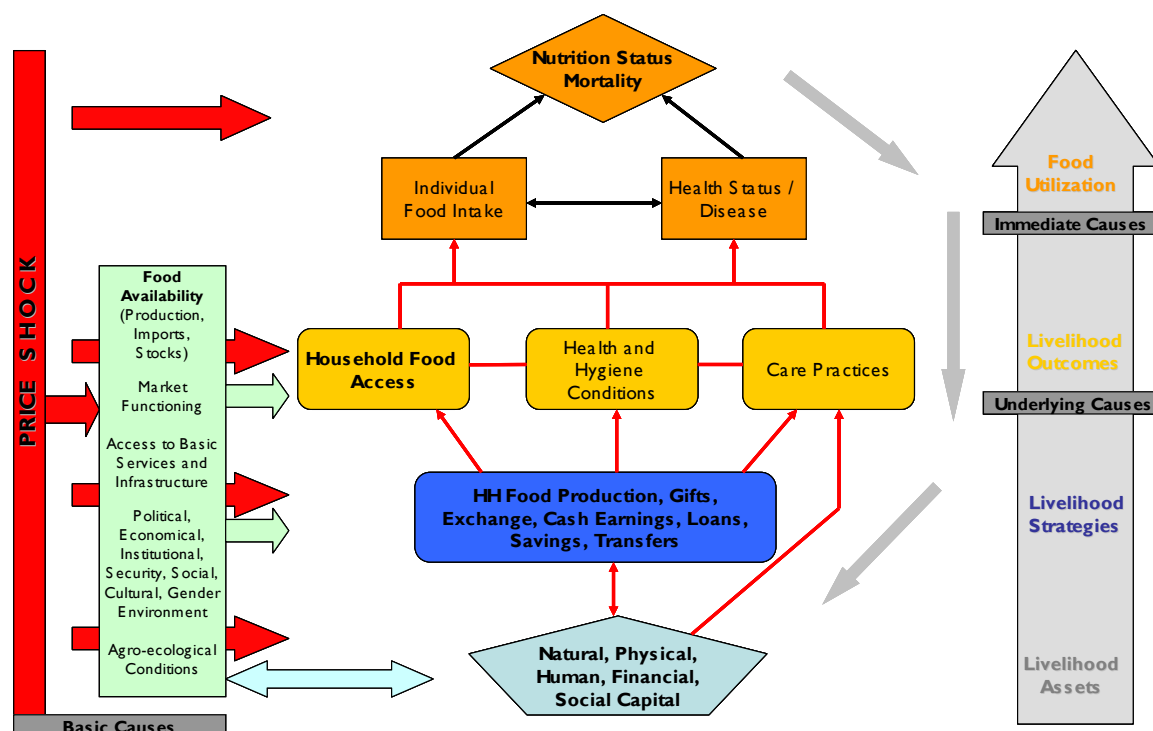 PRICE SHOCK
Food
Availability
(Production,
Imports,
Stocks)
Market
Functioning
Access to Basic
Services and
Infrastructure
Political,
Economical,
Institutional,
Security, Social,
Cultural, Gender
Environment
Agro-ecological
Conditions
Basic Causes
Nutrition Status
Mortality
Individual
Food Intake
Health Status /
Disease
Household Food
Access
Health and
Hygiene
Conditions
Care Practices
HH Food Production, Gifts,
Exchange, Cash Earnings, Loans,
Savings, Transfers
Natural, Physical,
Human, Financial,
Social Capital
Food
Utilization
Immediate Causes
Livelihood
Outcomes
Underlying Causes
Livelihood
Strategies
Livelihood
Assets